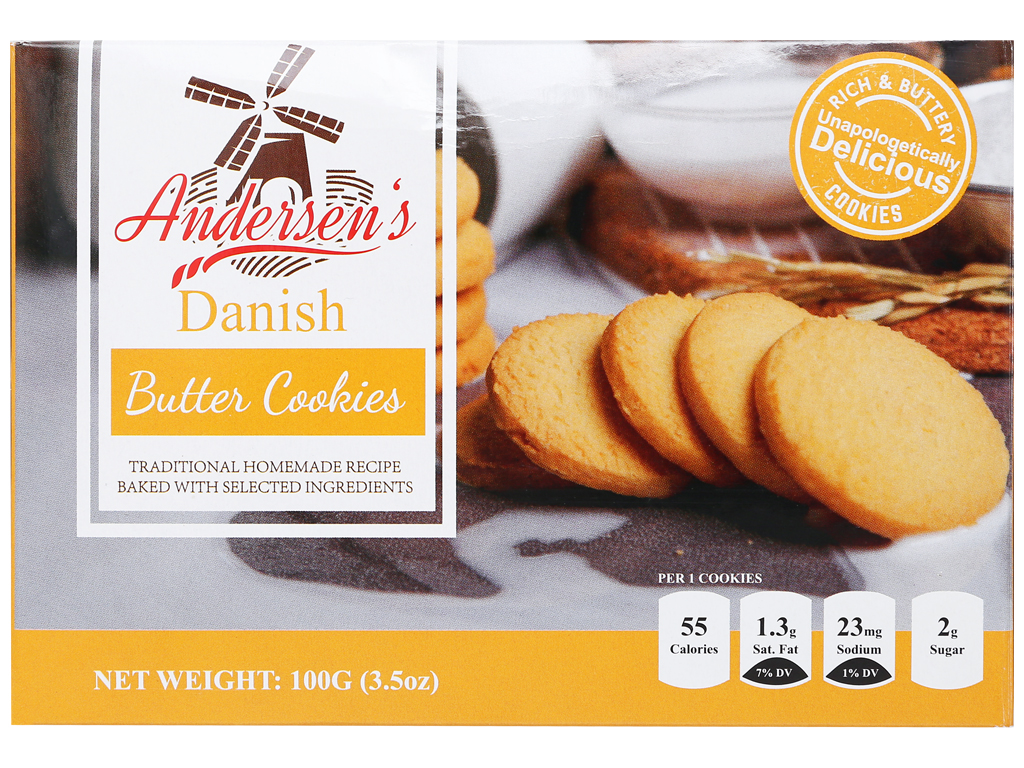 Andersen's
Danish
Butter Cookies
TRADITIONAL HOMEMADE RECIPE
BAKED WITH SELECTED INGREDIENTS
RICH & BUTTERY
Unapologetically
Delicious
COOKIES
PER 1 COOKIES
55
Calories
1.3g
Sat. Fat
7% DV
23mg
Sodium
1% DV
2g
Sugar
NET WEIGHT: 100G (3.5oz)